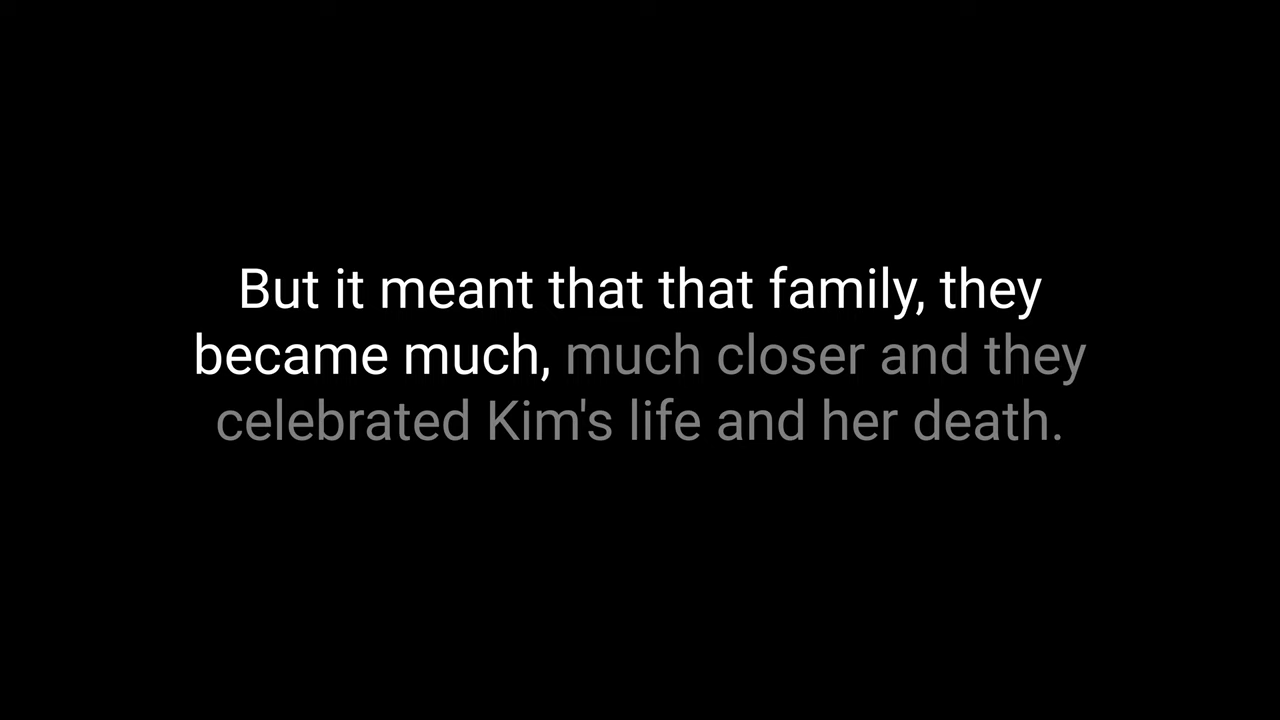 But it meant that that family, they
became much, much closer and they
celebrated Kim's life and her death.